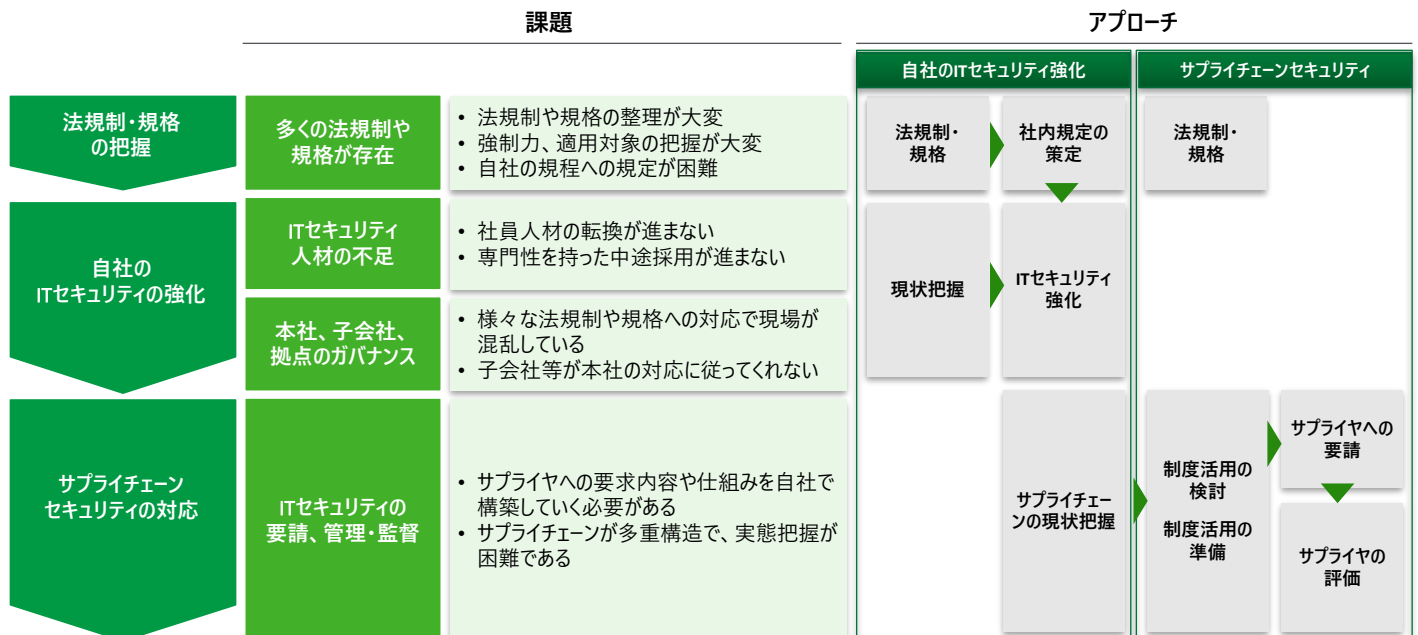 課題
アプローチ
自社のITセキュリティ強化
サプライチェーンセキュリティ
法規制・規格
の把握
多くの法規制や
規格が存在
• 法規制や規格の整理が大変
• 強制力、適用対象の把握が大変
• 自社の規程への規定が困難
法規制・
規格
社内規定の
策定
法規制・
規格
自社の
ITセキュリティの強化
ITセキュリティ
人材の不足
• 社員人材の転換が進まない
• 専門性を持った中途採用が進まない
現状把握
ITセキュリティ
強化
本社、子会社、
拠点のガバナンス
• 様々な法規制や規格への対応で現場が
混乱している
• 子会社等が本社の対応に従ってくれない
サプライチェーン
セキュリティの対応
ITセキュリティの
要請、管理・監督
• サプライヤへの要求内容や仕組みを自社で
構築していく必要がある
• サプライチェーンが多重構造で、実態把握が
困難である
サプライチェー
ンの現状把握
制度活用の
検討
制度活用の
準備
サプライヤへの
要請
サプライヤの
評価